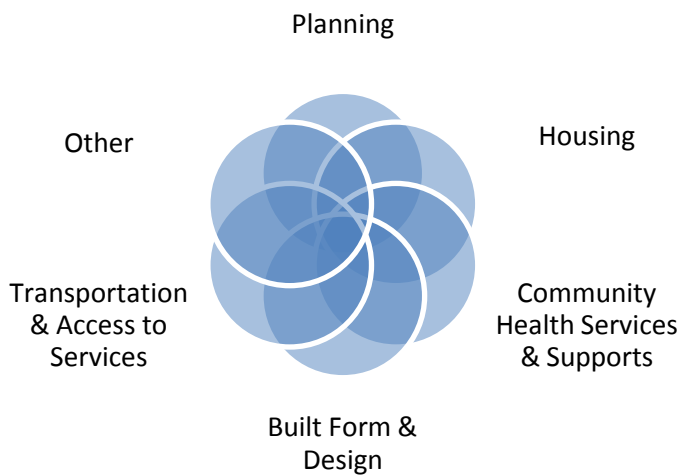 Planning
Other
Housing
Transportation
& Access to
Services
Community
Health Services
& Supports
Built Form &
Design